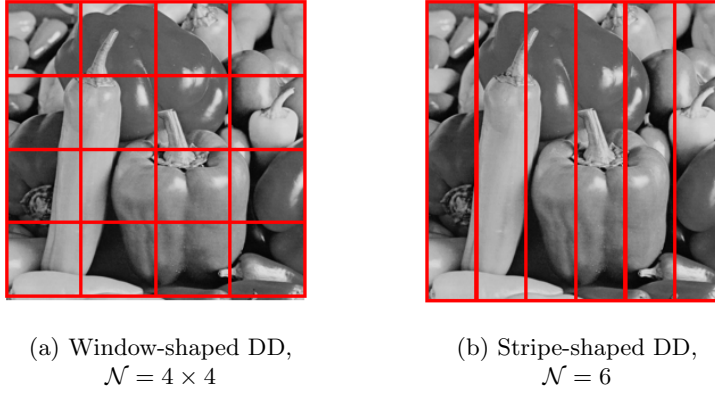 (a) Window-shaped DD,
𝒩 = 4 × 4
(b) Stripe-shaped DD,
𝒩 = 6